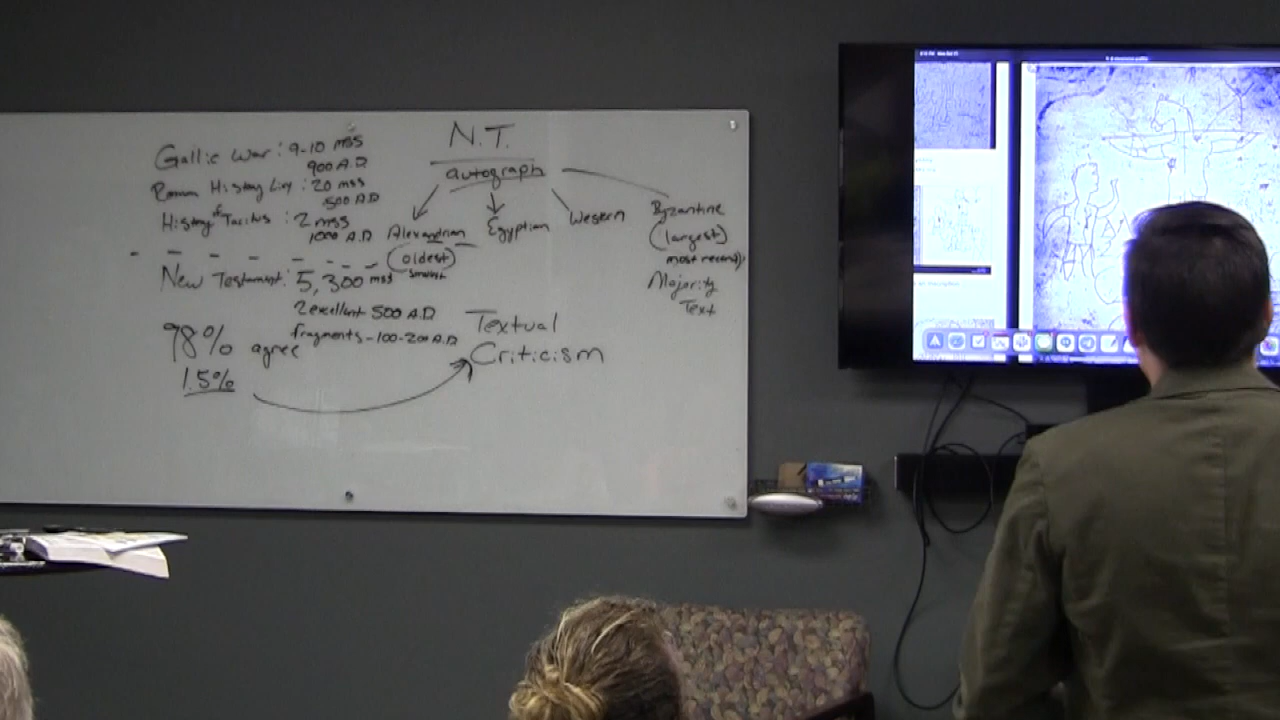 Gallic War: 9-10 mss
900 A.D
Roman History Livy: 20 mss
500 A.D
History of Tacitus: 2 mss
1000 A.D
New Testament: 5,300 mss
2 excellent 500 A.D
fragments - 100-200 A.D
98% agree
1.5%
N.T.
autograph
Alexandrian
(oldest)
smallest
Egyptian
Western
Byzantine
(largest)
most recent)
Majority
Text
Textual
Criticism